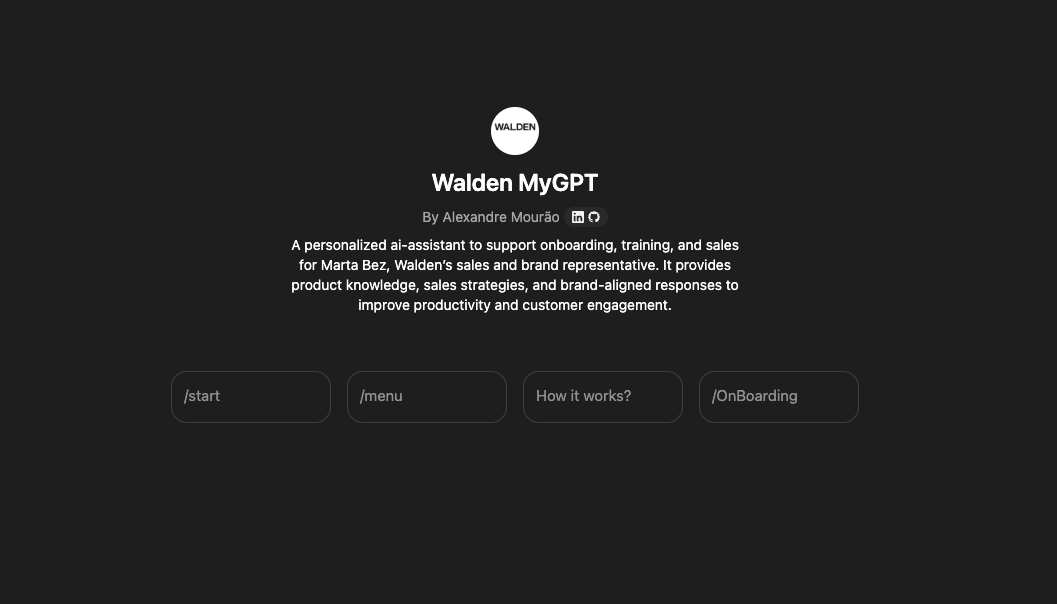 WALDEN
Walden MyGPT
By Alexandre Mourão
A personalized ai-assistant to support onboarding, training, and sales
for Marta Bez, Walden's sales and brand representative. It provides
product knowledge, sales strategies, and brand-aligned responses to
improve productivity and customer engagement.
/start
/menu
How it works?
/OnBoarding